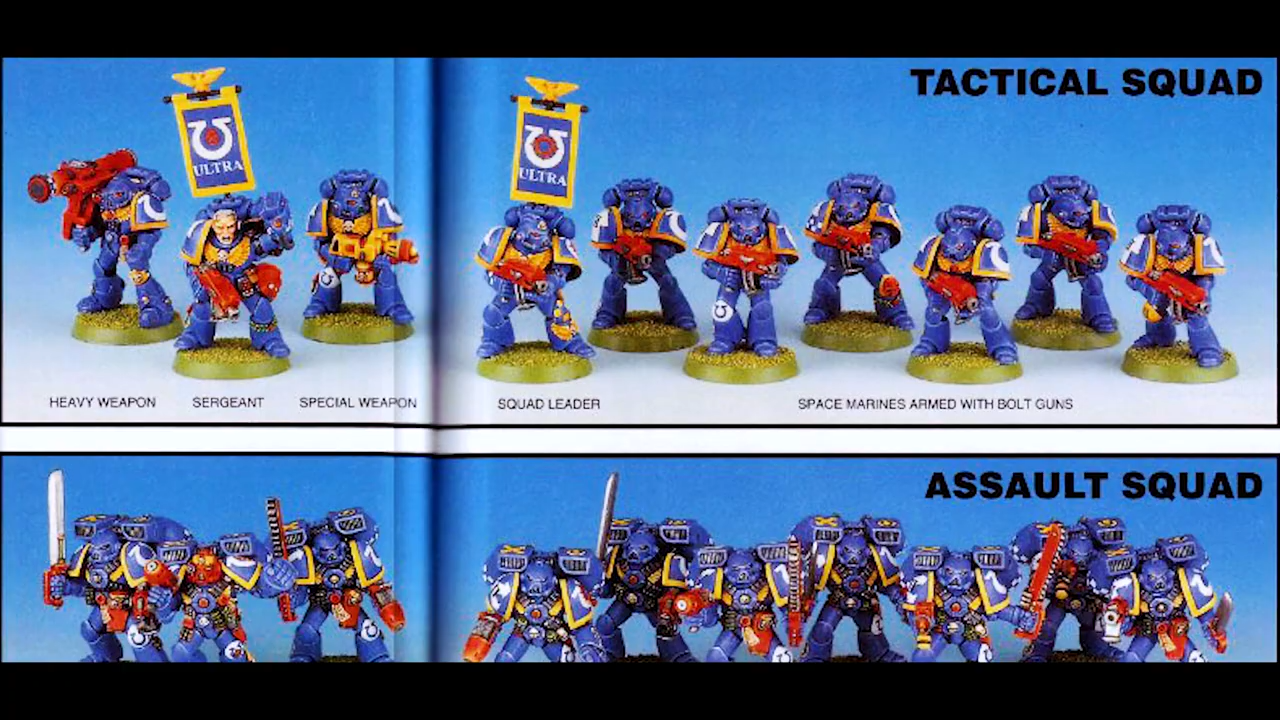 TACTICAL SQUAD
ULTRA
ULTRA
HEAVY WEAPON
SERGEANT
SPECIAL WEAPON
SQUAD LEADER
SPACE MARINES ARMED WITH BOLT GUNS
ASSAULT SQUAD